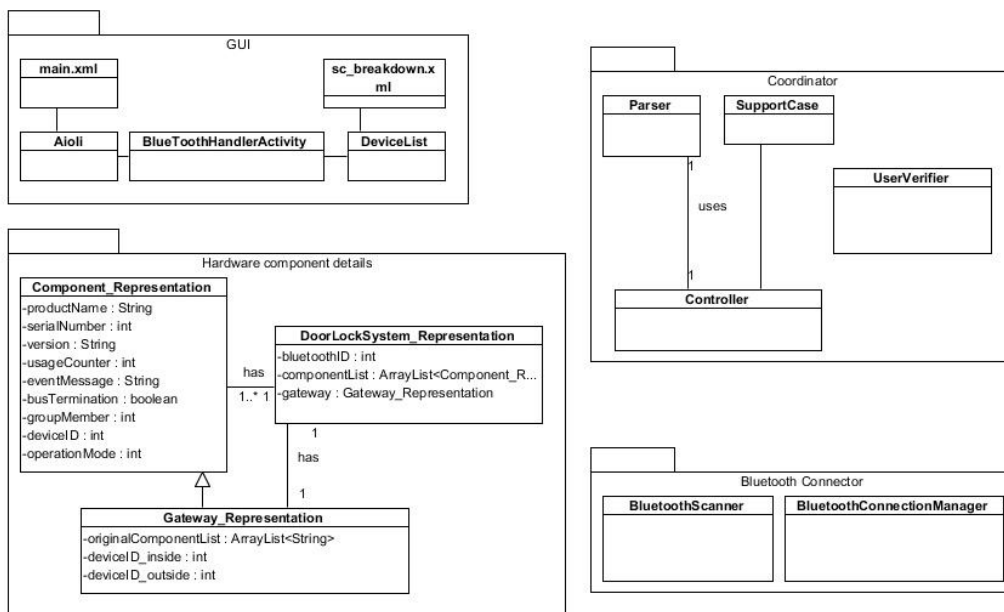 GUI
main.xml
sc_breakdown.x
ml
Aioli
BlueToothHandlerActivity
DeviceList
Hardware component details
Component_Representation
-productName : String
-serialNumber : int
-version : String
-usageCounter : int
-eventMessage : String
-busTermination : boolean
-groupMember : int
-deviceID : int
-operationMode : int
has
1..* 1
DoorLockSystem_Representation
-bluetoothID : int
-componentList : ArrayList<Component_R...
-gateway : Gateway_Representation
1
has
1
Gateway_Representation
-originalComponentList : ArrayList<String>
-deviceID_inside : int
-deviceID_outside : int
Coordinator
Parser
SupportCase
UserVerifier
1
uses
1
Controller
Bluetooth Connector
BluetoothScanner
BluetoothConnectionManager